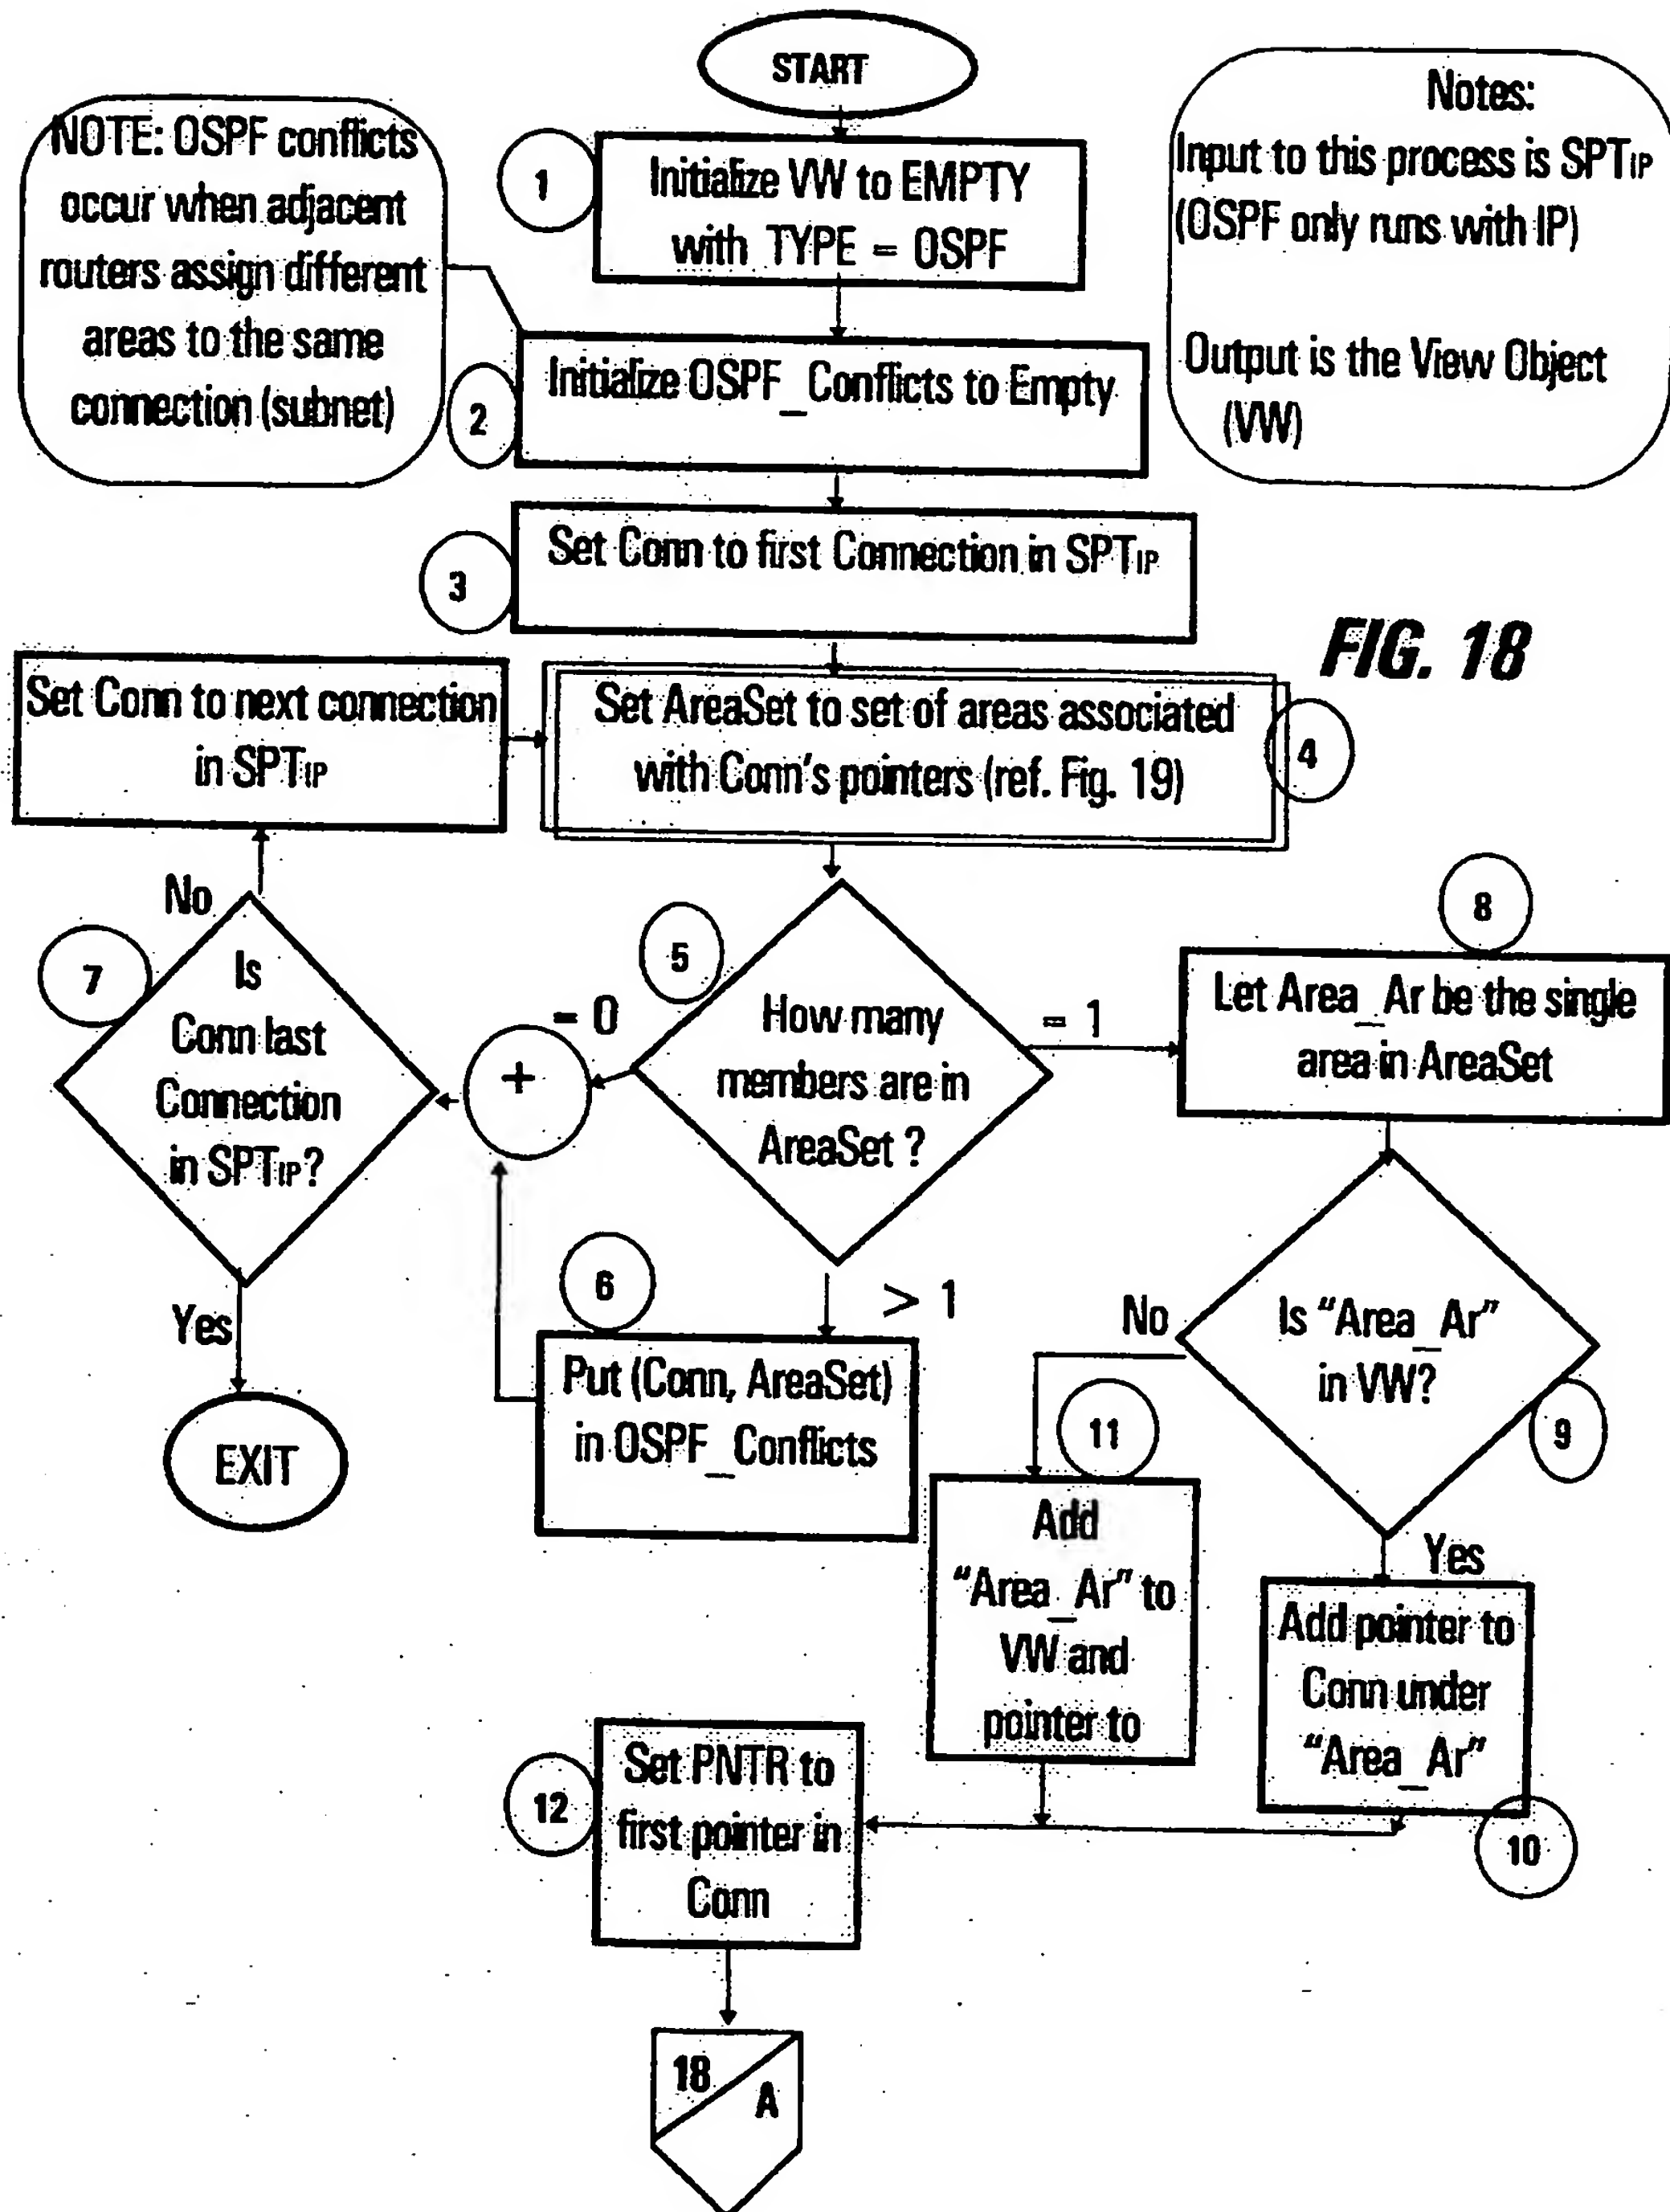 START
NOTE: OSPF conflicts
occur when adjacent
routers assign different
areas to the same
connection (subnet)
1
Initialize VW to EMPTY
with TYPE = OSPF
Notes:
Input to this process is SPTIP
(OSPF only runs with IP)
Output is the View Object
(VW)
2
Initialize OSPF_Conflicts to Empty
3
Set Conn to first Connection in SPTIP
FIG. 18
Set Conn to next connection
in SPTIP
Set AreaSet to set of areas associated
with Conn's pointers (ref. Fig. 19)
4
No
7
Is
Conn last
Connection
in SPTIP?
Yes
EXIT
+
= 0
5
How many
members are in
AreaSet ?
= 1
> 1
6
Put (Conn, AreaSet)
in OSPF_Conflicts
8
Let Area_Ar be the single
area in AreaSet
No
Is "Area_Ar"
in VW?
9
Yes
11
Add
"Area_Ar" to
VW and
pointer to
Add pointer to
Conn under
"Area_Ar"
10
12
Set PNTR to
first pointer in
Conn
18
A